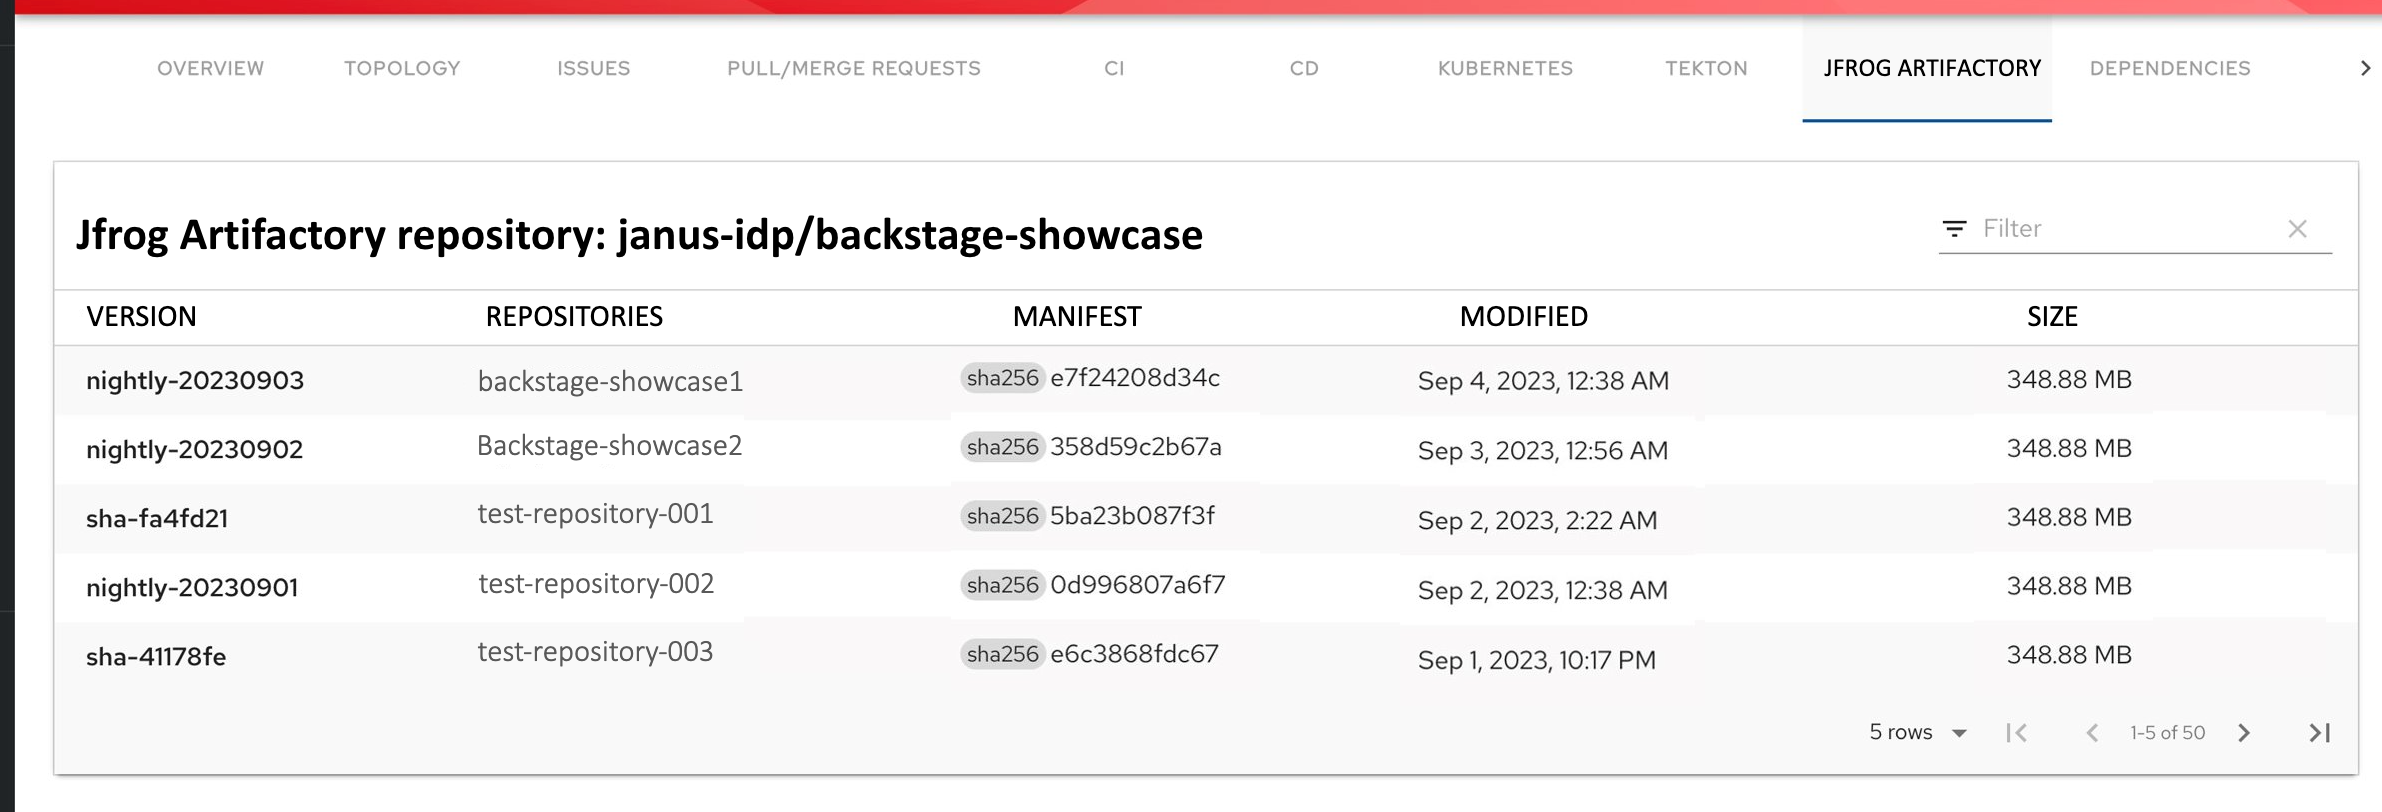 OVERVIEW TOPOLOGY ISSUES PULL/MERGE REQUESTS CI CD KUBERNETES TEKTON JFROG ARTIFACTORY DEPENDENCIES
Jfrog Artifactory repository: janus-idp/backstage-showcase
Filter
VERSION REPOSITORIES MANIFEST MODIFIED SIZE
nightly-20230903 backstage-showcase1 sha256 e7f24208d34c Sep 4, 2023, 12:38 AM 348.88 MB
nightly-20230902 Backstage-showcase2 sha256 358d59c2b67a Sep 3, 2023, 12:56 AM 348.88 MB
sha-fa4fd21 test-repository-001 sha256 5ba23b087f3f Sep 2, 2023, 2:22 AM 348.88 MB
nightly-20230901 test-repository-002 sha256 0d996807a6f7 Sep 2, 2023, 12:38 AM 348.88 MB
sha-41178fe test-repository-003 sha256 e6c3868fdc67 Sep 1, 2023, 10:17 PM 348.88 MB
5 rows 1-5 of 50